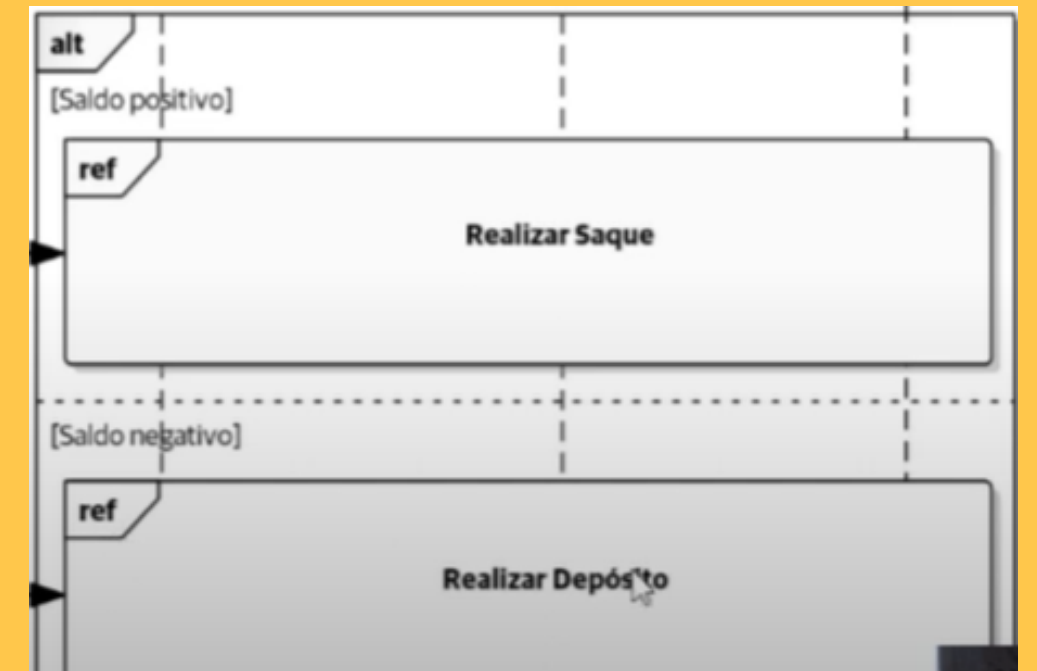 alt
[Saldo positivo]
ref
Realizar Saque
[Saldo negativo]
ref
Realizar Depósito